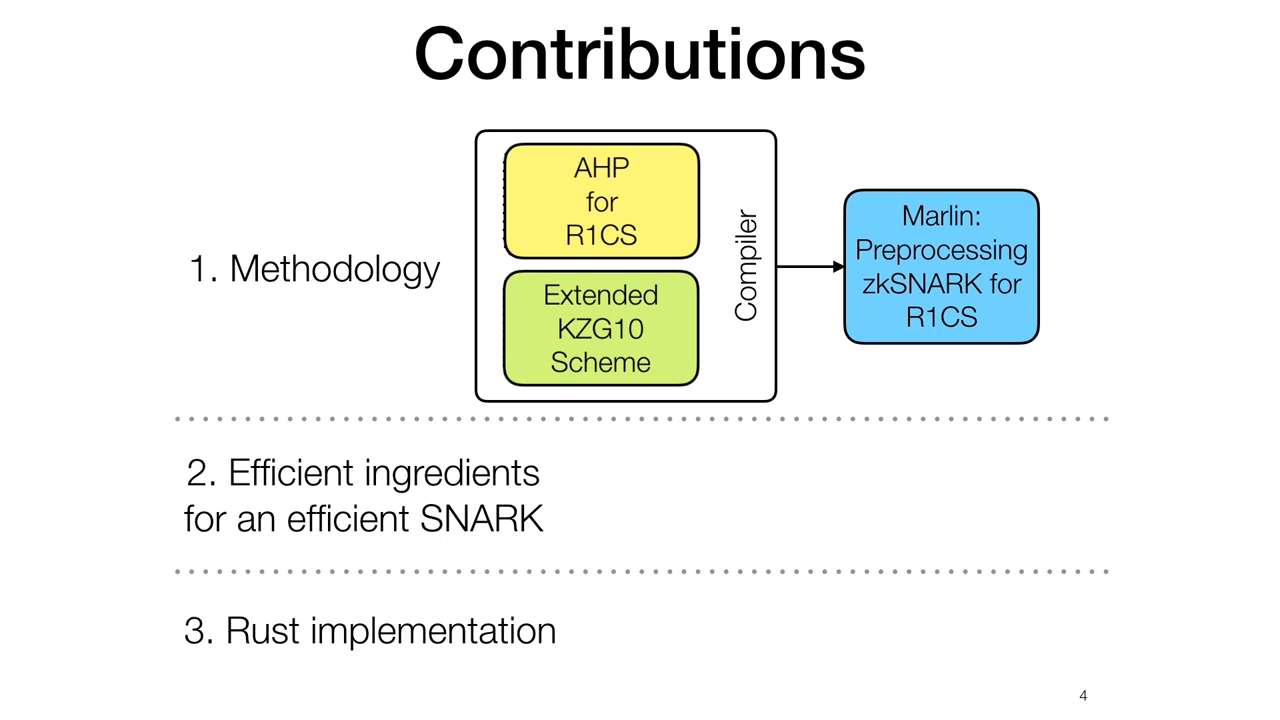 Contributions
1. Methodology
AHP
for
R1CS
Extended
KZG10
Scheme
Compiler
Marlin:
Preprocessing
zkSNARK for
R1CS
2. Efficient ingredients
for an efficient SNARK
3. Rust implementation
4